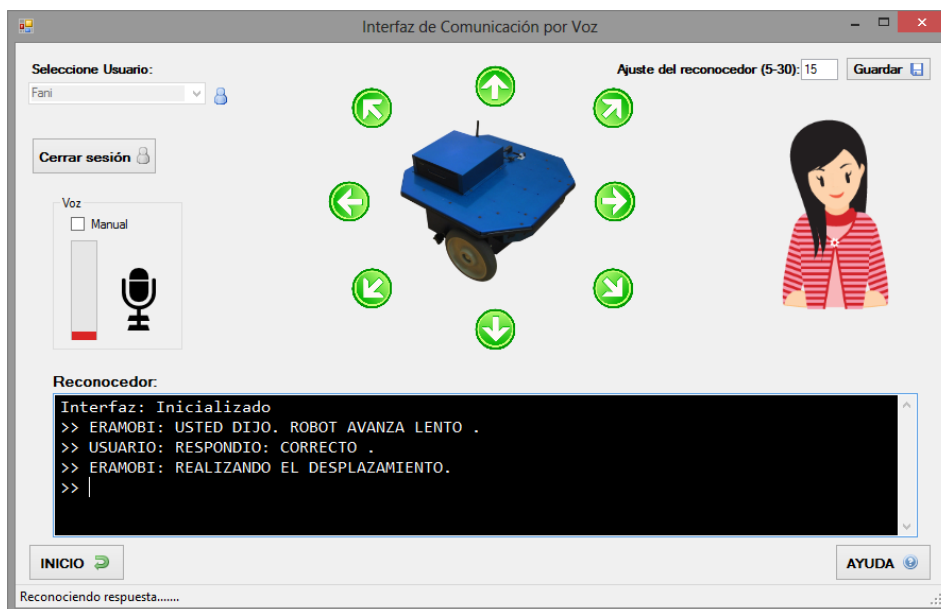 Interfaz de Comunicación por Voz
Seleccione Usuario:
Ajuste del reconocedor (5-30): 15 Guardar
Fani
Cerrar sesión
Voz
Manual
Reconocedor:
Interfaz: Inicializado
>> ERAMOBI: USTED DIJO. ROBOT AVANZA LENTO .
>> USUARIO: RESPONDIO: CORRECTO .
>> ERAMOBI: REALIZANDO EL DESPLAZAMIENTO.
>>
INICIO
AYUDA
Reconociendo respuesta.......